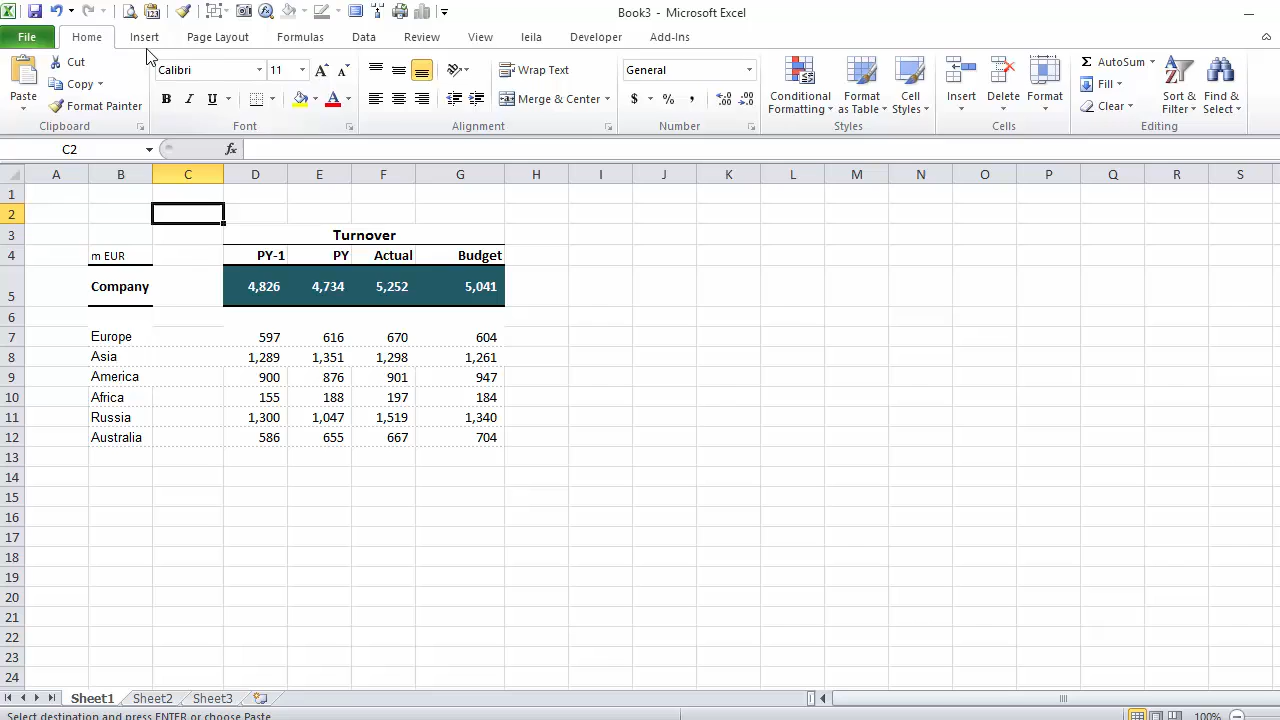 Book3 - Microsoft Excel
File Home Insert Page Layout Formulas Data Review View leila Developer Add-Ins
Paste
Cut
Copy
Format Painter
Clipboard
Calibri 11
B I U A
Font
Wrap Text
Merge & Center
Alignment
General
$ % ,
Number
Conditional Formatting
Format as Table
Cell Styles
Styles
Insert Delete Format
Cells
AutoSum
Fill
Clear
Sort & Filter
Find & Select
Editing
C2 fx
A B C D E F G H I J K L M N O P Q R S
1
2
3 Turnover
4 m EUR PY-1 PY Actual Budget
5 Company 4,826 4,734 5,252 5,041
6
7 Europe 597 616 670 604
8 Asia 1,289 1,351 1,298 1,261
9 America 900 876 901 947
10 Africa 155 188 197 184
11 Russia 1,300 1,047 1,519 1,340
12 Australia 586 655 667 704
13
14
15
16
17
18
19
20
21
22
23
24
Sheet1 Sheet2 Sheet3
Select destination and press ENTER or choose Paste 100%